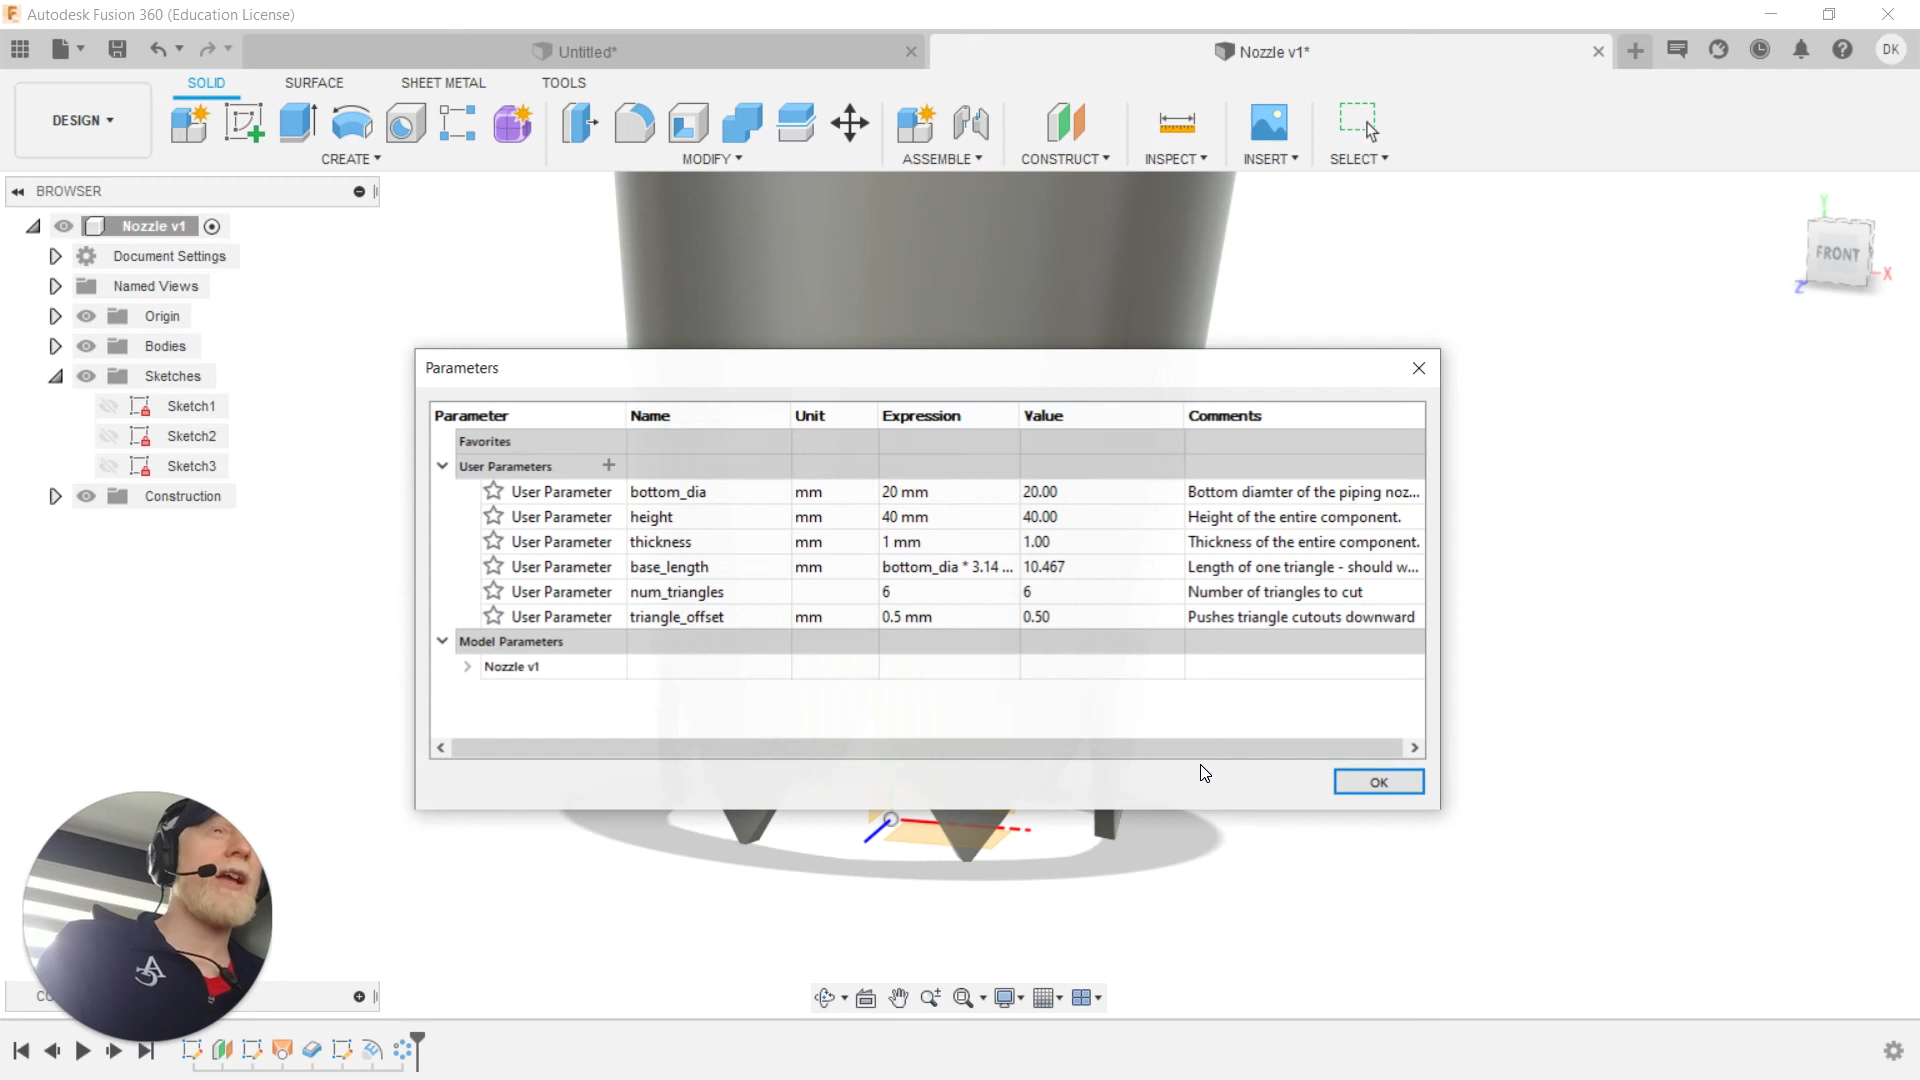 Autodesk Fusion 360 (Education License)
Untitled*
Nozzle v1*
DK
SOLID
SURFACE
SHEET METAL
TOOLS
DESIGN
CREATE
MODIFY
ASSEMBLE
CONSTRUCT
INSPECT
INSERT
SELECT
BROWSER
Nozzle v1
Document Settings
Named Views
Origin
Bodies
Sketches
Sketch1
Sketch2
Sketch3
Construction
Y
FRONT
X
Z
Parameters
Parameter Name Unit Expression Value Comments
Favorites
User Parameters
User Parameter bottom_dia mm 20 mm 20.00 Bottom diamter of the piping noz...
User Parameter height mm 40 mm 40.00 Height of the entire component.
User Parameter thickness mm 1 mm 1.00 Thickness of the entire component.
User Parameter base_length mm bottom_dia * 3.14 ... 10.467 Length of one triangle - should w...
User Parameter num_triangles 6 6 Number of triangles to cut
User Parameter triangle_offset mm 0.5 mm 0.50 Pushes triangle cutouts downward
Model Parameters
Nozzle v1
OK